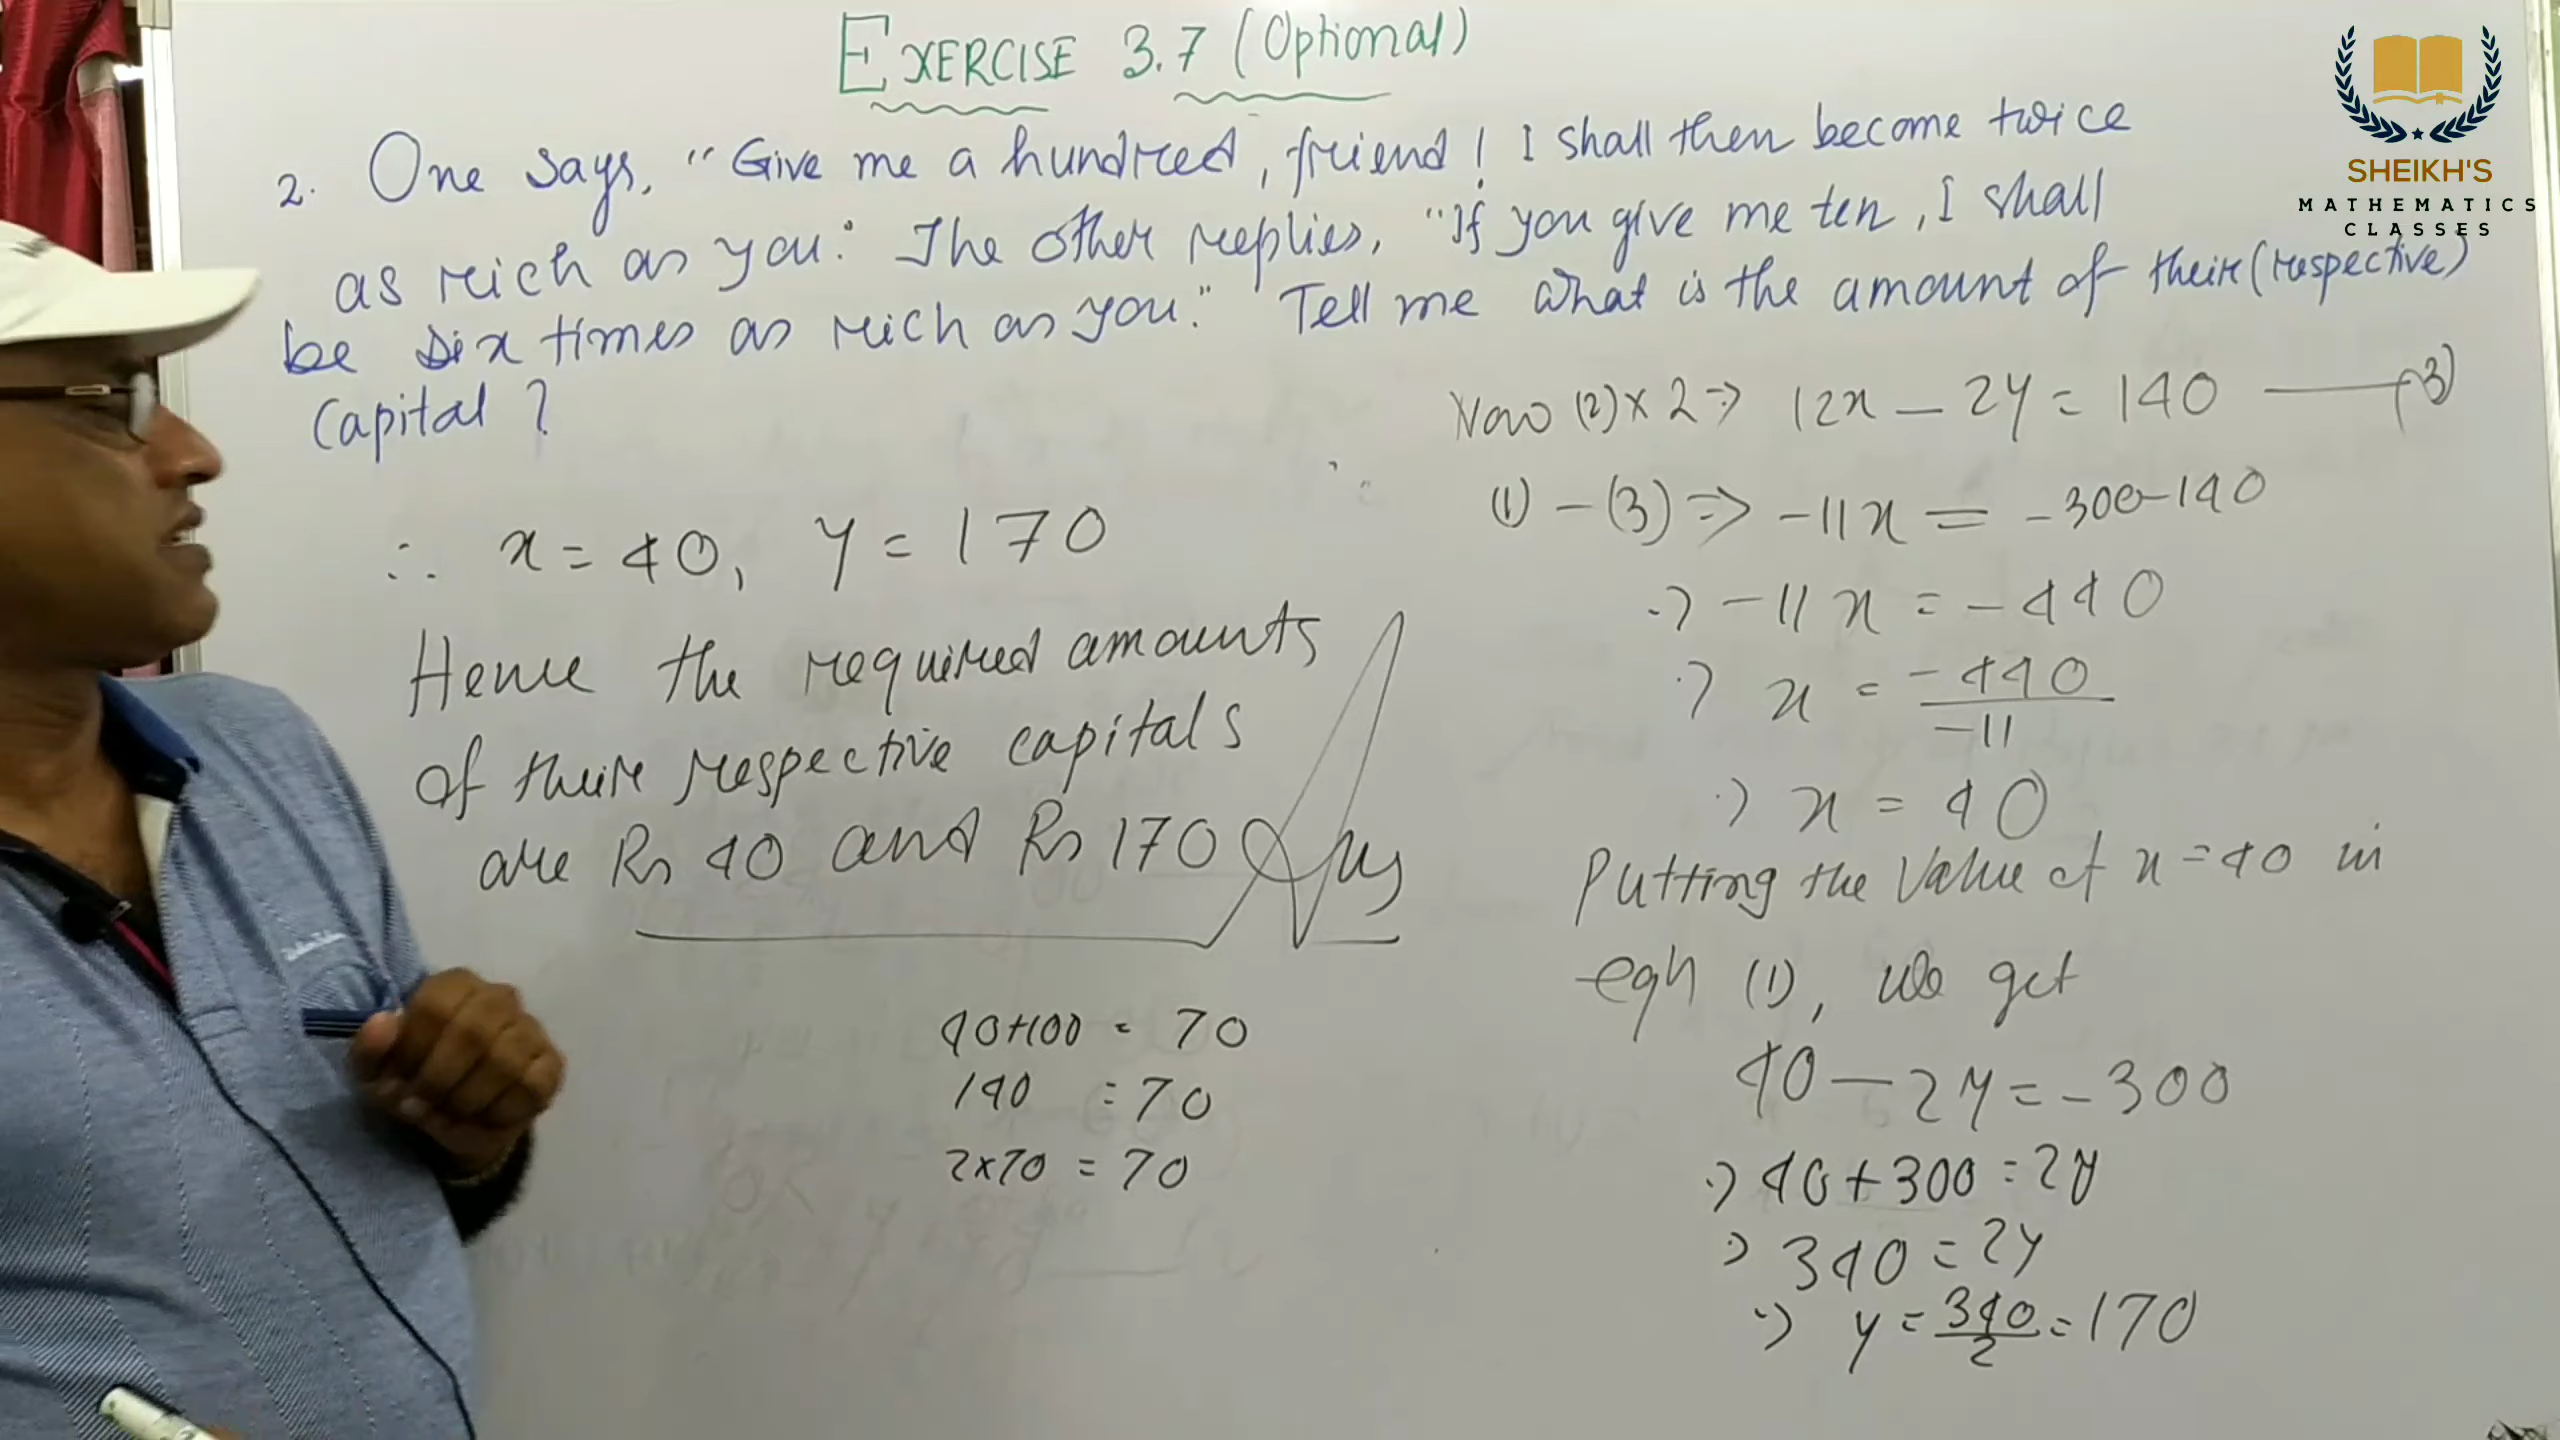 EXERCISE 3.7 (Optional)
2. One says, "Give me a hundred, friend! I shall then become twice
as rich as you." The other replies, "If you give me ten, I shall
be six times as rich as you." Tell me what is the amount of their (respective)
Capital?
∴ x = 40, y = 170
Hence the required amounts
of their respective capitals
are Rs 40 and Rs 170 Ans
40+100 = 70
140 = 70
2×70 = 70
Now (2) × 2 ⇒ 12x – 2y = 140 — (3)
(1) – (3) ⇒ -11x = -300-140
⇒ -11x = -440
⇒ x = -440/-11
⇒ x = 40
Putting the value of x = 40 in
eqn (1), we get
40 – 2y = -300
⇒ 40+300 = 2y
⇒ 340 = 2y
⇒ y = 340/2 = 170
SHEIKH'S
MATHEMATICS
CLASSES